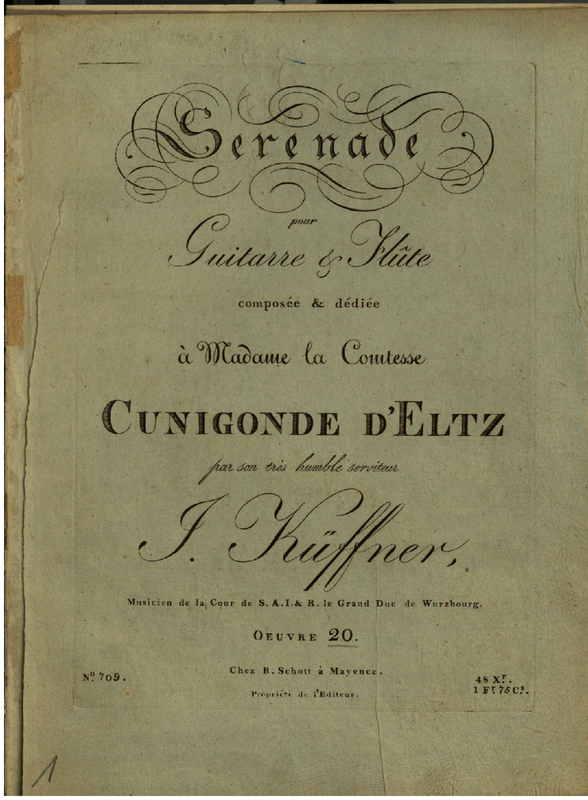 Serenade
pour
Guitarre & Flûte
composée & dédiée
à Madame la Comtesse
CUNIGONDE D'ELTZ
par son très humble serviteur
J. Küffner,
Musicien de la Cour de S. A. I. & R. le Grand Duc de Wurzbourg.
OEUVRE 20.
Chez B. Schott à Mayence.
Propriété de l'Editeur.
Nº 709.
48 Xr.
1 Fr. 75 Cs.
1